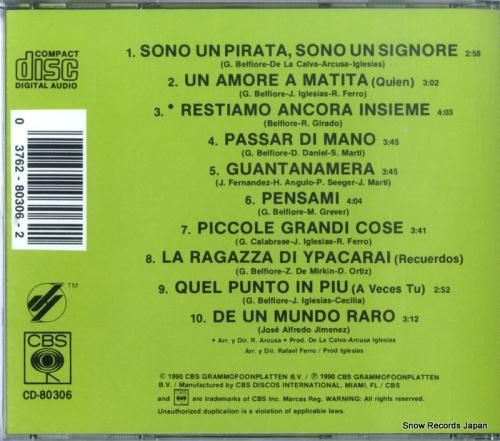 COMPACT
disc
DIGITAL AUDIO
1. SONO UN PIRATA, SONO UN SIGNORE 2:58
(G. Belfiore-De La Calva-Arcusa-Iglesias)
2. UN AMORE A MATITA (Quien) 3:02
(G. Belfiore-J. Iglesias-R. Ferro)
3. * RESTIAMO ANCORA INSIEME 4:03
(Belfiore-R. Girado)
4. PASSAR DI MANO 3:45
(G. Belfiore-D. Daniel-S. Marti)
5. GUANTANAMERA 3:45
(J. Fernandez-H. Angulo-P. Seeger-J. Marti)
6. PENSAMI 4:04
(G. Belfiore-M. Grever)
7. PICCOLE GRANDI COSE 3:41
(G. Calabrese-J. Iglesias-R. Ferro)
8. LA RAGAZZA DI YPACARAI (Recuerdos)
(G. Belfiore-Z. De Mirkin-D. Ortiz)
9. QUEL PUNTO IN PIU (A Veces Tu) 2:52
(G. Belfiore-J. Iglesias-Cecilia)
10. DE UN MUNDO RARO 3:12
(José Alfredo Jimenez)
* Arr. y Dir. R. Arcusa • Prod. De La Calva-Arcusa Iglesias
Arr. y Dir. Rafael Ferro / Prod Iglesias
0 3762-80306-2
TM
CBS
CD-80306
© 1990 CBS GRAMMOFOONPLATTEN B.V. / ℗ 1990 CBS GRAMMOFOONPLATTEN
B.V. / Manufactured by CBS DISCOS INTERNATIONAL, MIAMI, FL / CBS
and are trademarks of CBS Inc. Marcas Reg. WARNING: All rights reserved.
Unauthorized duplication is a violation of applicable laws.
Snow Records Japan